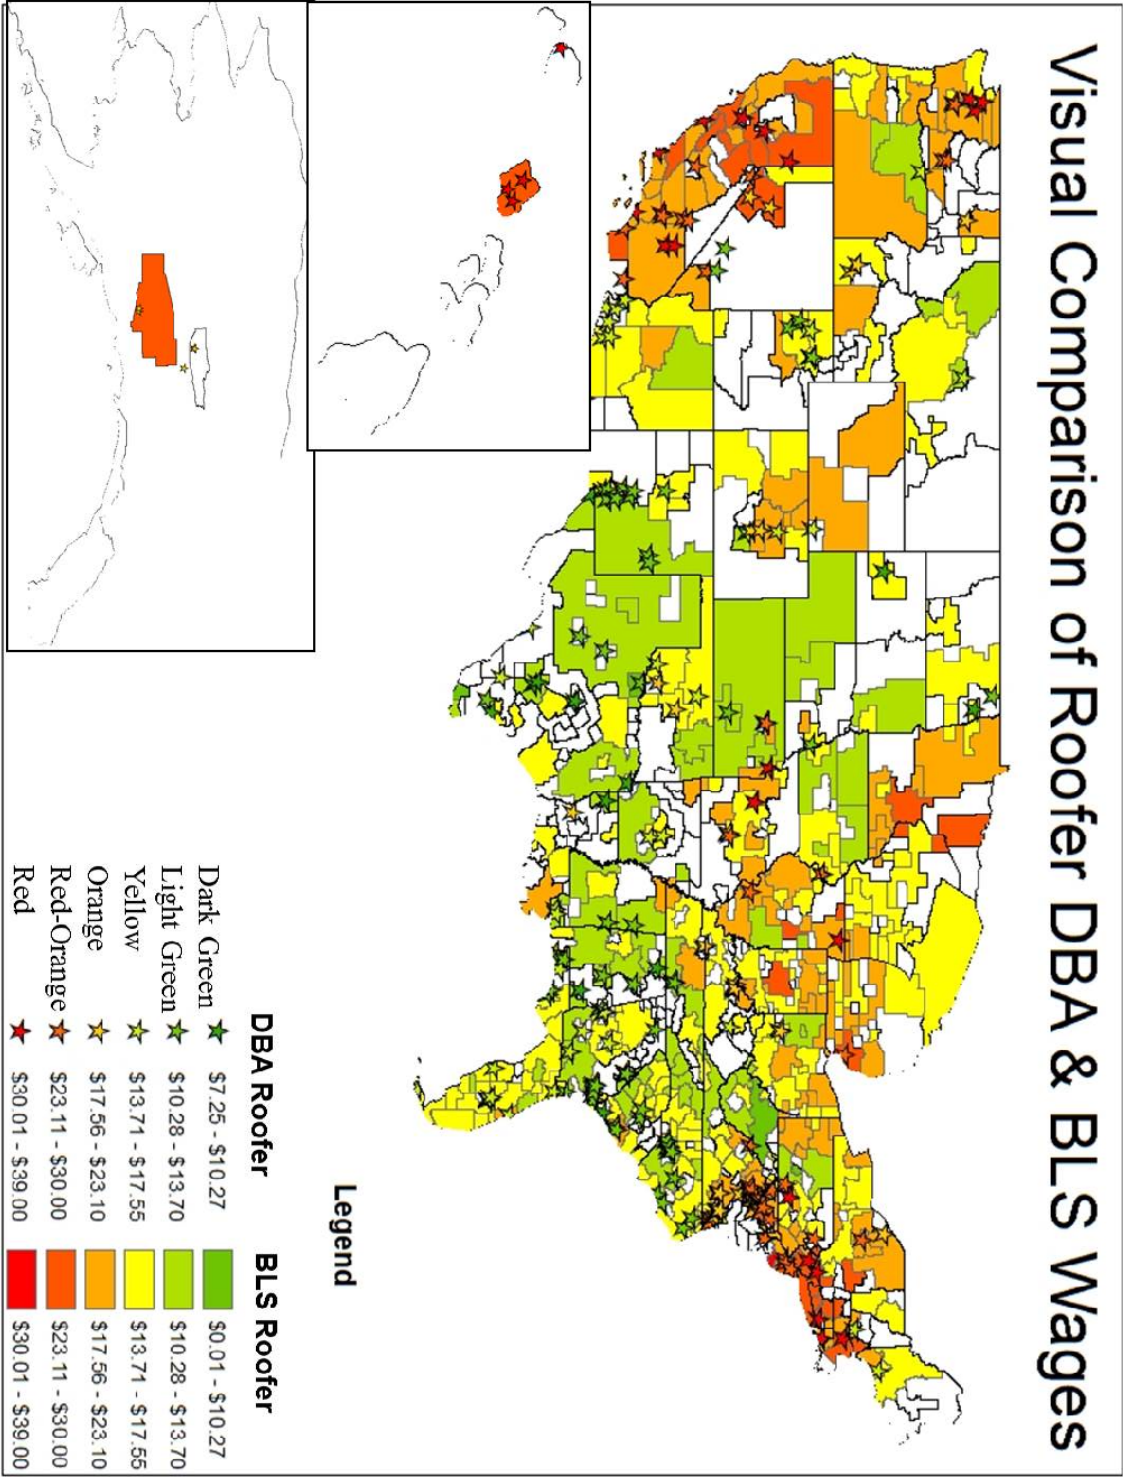 Visual Comparison of Roofer DBA & BLS Wages
Legend
DBA Roofer BLS Roofer
Dark Green $7.25 - $10.27 $0.01 - $10.27
Light Green $10.28 - $13.70 $10.28 - $13.70
Yellow $13.71 - $17.55 $13.71 - $17.55
Orange $17.56 - $23.10 $17.56 - $23.10
Red-Orange $23.11 - $30.00 $23.11 - $30.00
Red $30.01 - $39.00 $30.01 - $39.00